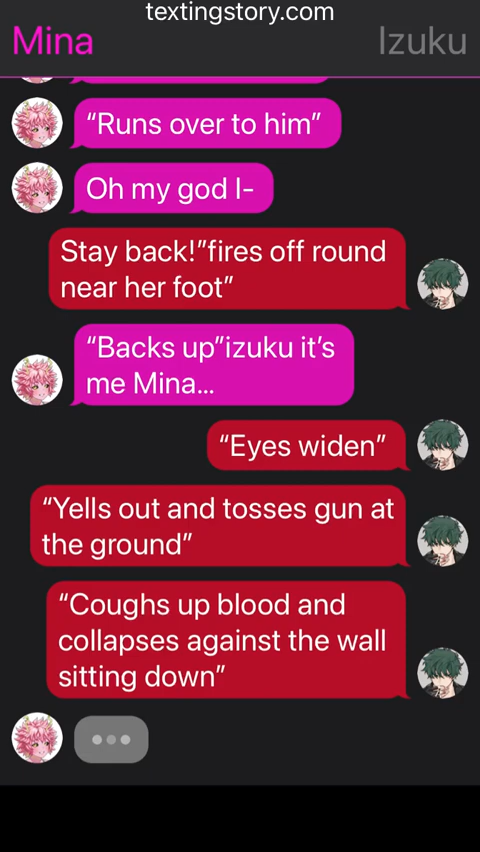 textingstory.com
Mina
Izuku
“Runs over to him”
Oh my god I-
Stay back!”fires off round
near her foot”
“Backs up”izuku it’s
me Mina...
“Eyes widen”
“Yells out and tosses gun at
the ground”
“Coughs up blood and
collapses against the wall
sitting down”